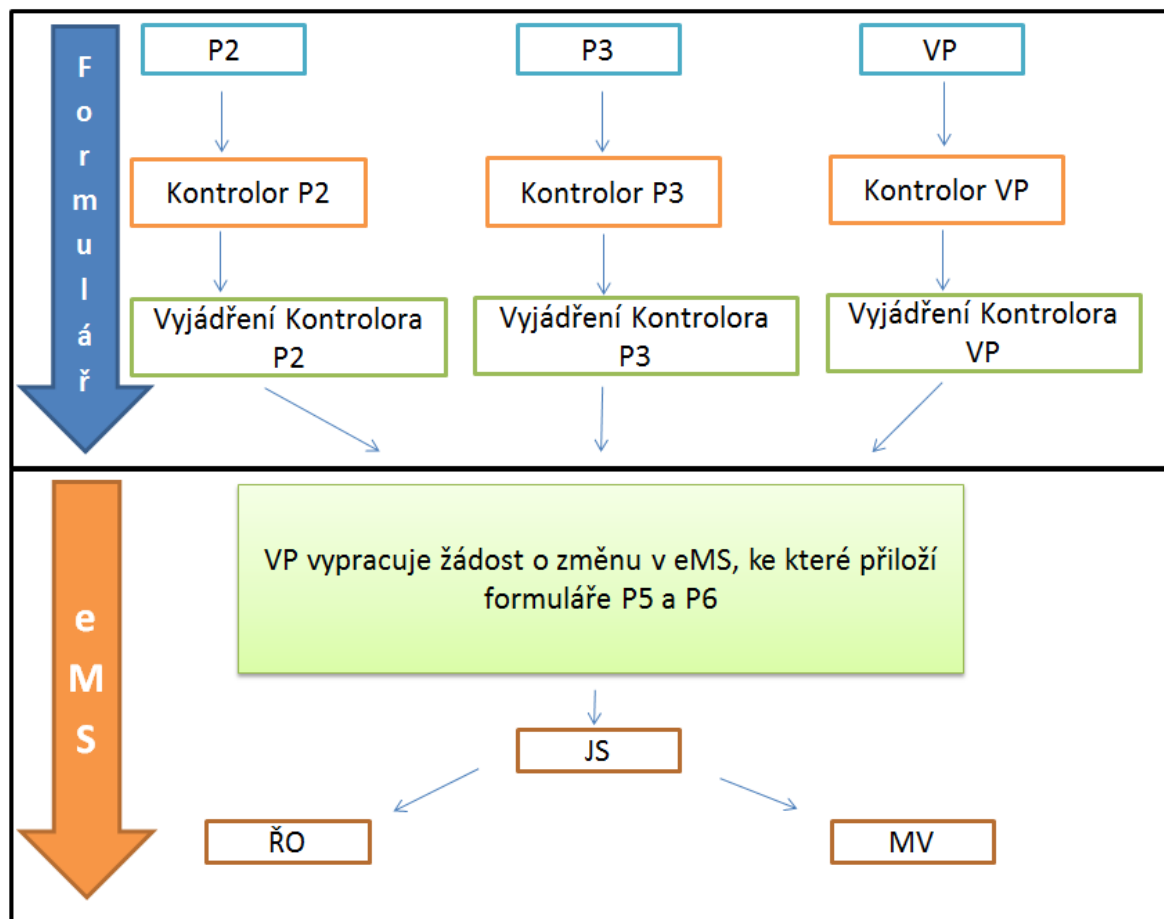 Formulář
P2
P3
VP
Kontrolor P2
Kontrolor P3
Kontrolor VP
Vyjádření Kontrolora
P2
Vyjádření Kontrolora
P3
Vyjádření Kontrolora
VP
eMS
VP vypracuje žádost o změnu v eMS, ke které přiloží
formuláře P5 a P6
JS
ŘO
MV